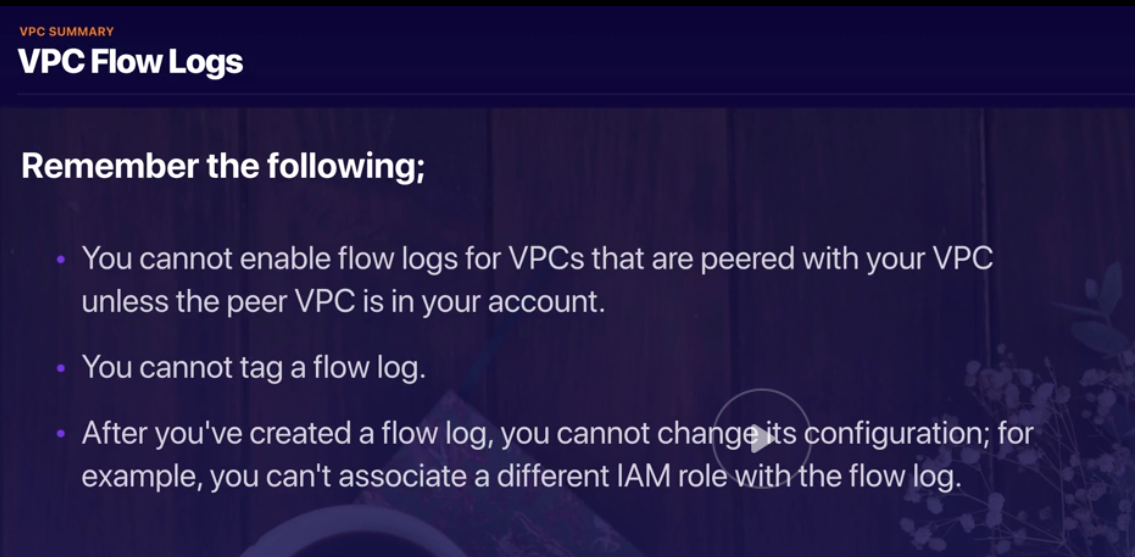 VPC SUMMARY
VPC Flow Logs
Remember the following;
• You cannot enable flow logs for VPCs that are peered with your VPC
unless the peer VPC is in your account.
• You cannot tag a flow log.
• After you've created a flow log, you cannot change its configuration; for
example, you can't associate a different IAM role with the flow log.